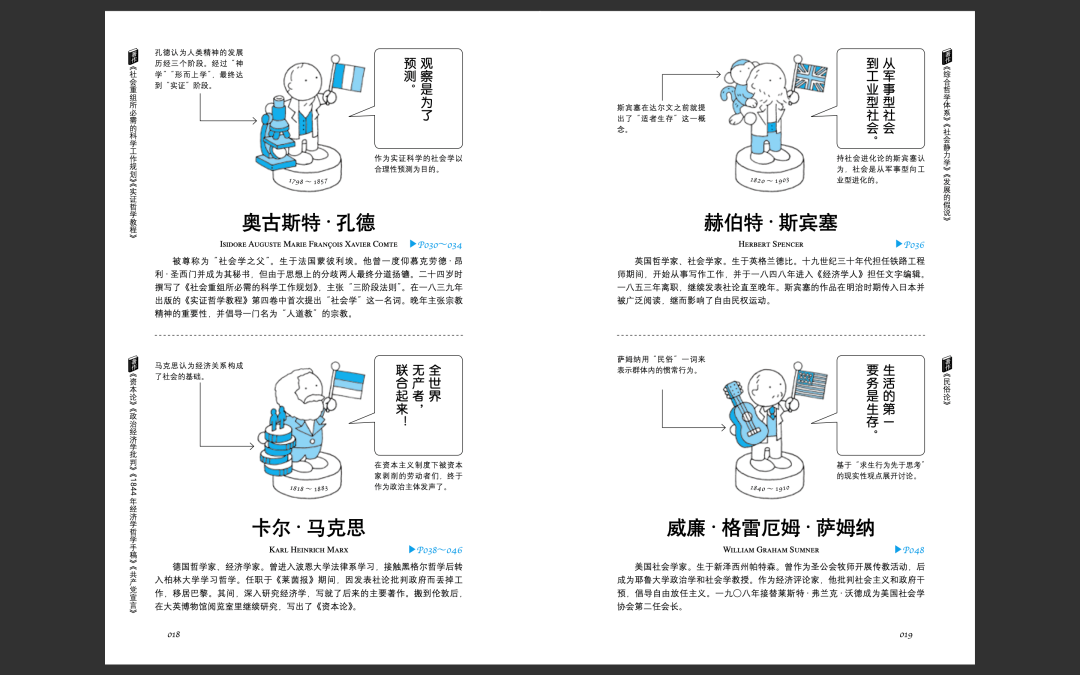 著作
《社会重组所必需的科学工作规划》《实证哲学教程》
孔德认为人类精神的发展
历经三个阶段。经过“神
学”“形而上学”，最终达
到“实证”阶段。
观察是为了
预测。
作为实证科学的社会学以
合理性预测为目的。
1798～1857
奥古斯特·孔德
ISIDORE AUGUSTE MARIE FRANÇOIS XAVIER COMTE
▶P030～034
被尊称为“社会学之父”。生于法国蒙彼利埃。他曾一度仰慕克劳德·昂
利·圣西门并成为其秘书，但由于思想上的分歧两人最终分道扬镳。二十四岁时
撰写了《社会重组所必需的科学工作规划》，主张“三阶段法则”。在一八三九年
出版的《实证哲学教程》第四卷中首次提出“社会学”这一名词。晚年主张宗教
精神的重要性，并倡导一门名为“人道教”的宗教。
著作
《资本论》《政治经济学批判》《1844年经济学哲学手稿》《共产党宣言》
马克思认为经济关系构成
了社会的基础。
全世界
无产者，
联合起来！
在资本主义制度下被资本
家剥削的劳动者们，终于
作为政治主体发声了。
1818～1883
卡尔·马克思
KARL HEINRICH MARX
▶P038～046
德国哲学家、经济学家。曾进入波恩大学法律系学习，接触黑格尔哲学后转
入柏林大学学习哲学。任职于《莱茵报》期间，因发表社论批判政府而丢掉工
作，移居巴黎。其间，深入研究经济学，写就了后来的主要著作。搬到伦敦后，
在大英博物馆阅览室里继续研究，写出了《资本论》。
018
斯宾塞在达尔文之前就提
出了“适者生存”这一概
念。
从军事型社会
到工业型社会。
持社会进化论的斯宾塞认
为，社会是从军事型向工
业型进化的。
1820～1903
著作
《综合哲学体系》《社会静力学》《发展的假说》
赫伯特·斯宾塞
HERBERT SPENCER
▶P036
英国哲学家、社会学家。生于英格兰德比。十九世纪三十年代担任铁路工程
师期间，开始从事写作工作，并于一八四八年进入《经济学人》担任文字编辑。
一八五三年离职，继续发表社论直至晚年。斯宾塞的作品在明治时期传入日本并
被广泛阅读，继而影响了自由民权运动。
萨姆纳用“民俗”一词来
表示群体内的惯常行为。
生活的第一
要务是生存。
基于“求生行为先于思考”
的现实性观点展开讨论。
1840～1910
著作
《民俗论》
威廉·格雷厄姆·萨姆纳
WILLIAM GRAHAM SUMNER
▶P048
美国社会学家。生于新泽西州帕特森。曾作为圣公会牧师开展传教活动，后
成为耶鲁大学政治学和社会学教授。作为经济评论家，他批判社会主义和政府干
预，倡导自由放任主义。一九〇八年接替莱斯特·弗兰克·沃德成为美国社会学
协会第二任会长。
019